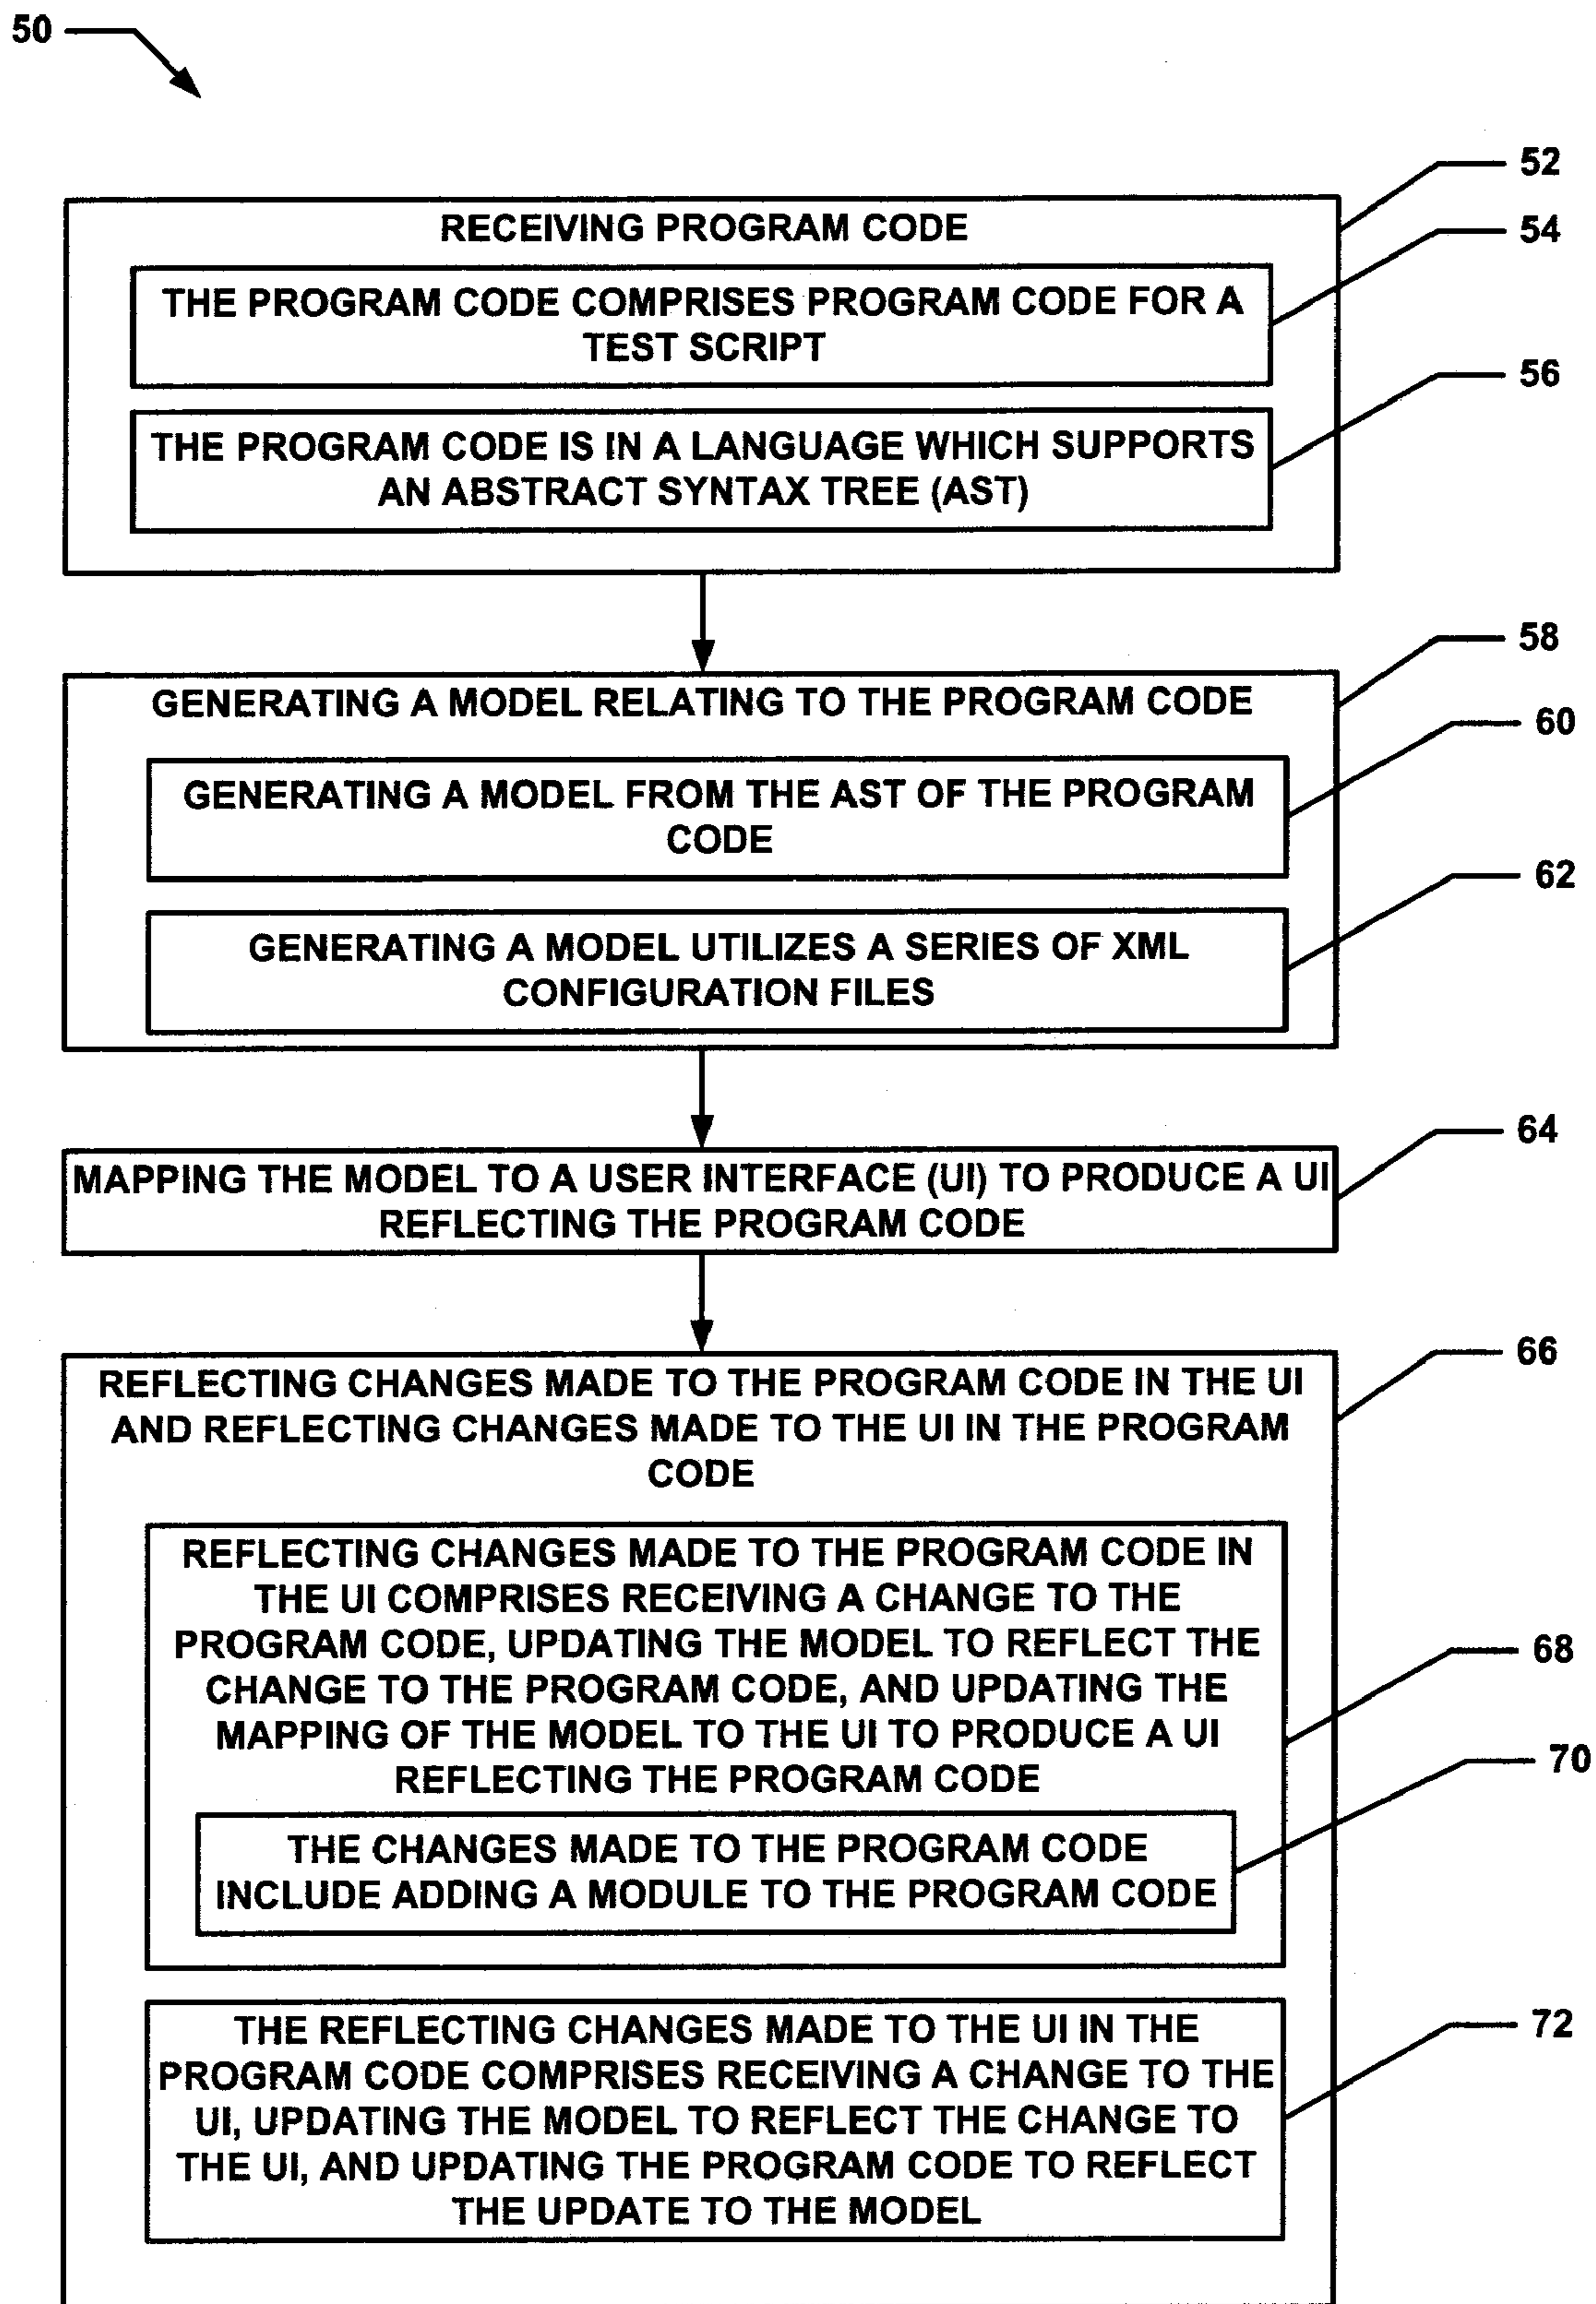 50
52
RECEIVING PROGRAM CODE
54
THE PROGRAM CODE COMPRISES PROGRAM CODE FOR A
TEST SCRIPT
56
THE PROGRAM CODE IS IN A LANGUAGE WHICH SUPPORTS
AN ABSTRACT SYNTAX TREE (AST)
58
GENERATING A MODEL RELATING TO THE PROGRAM CODE
60
GENERATING A MODEL FROM THE AST OF THE PROGRAM
CODE
62
GENERATING A MODEL UTILIZES A SERIES OF XML
CONFIGURATION FILES
64
MAPPING THE MODEL TO A USER INTERFACE (UI) TO PRODUCE A UI
REFLECTING THE PROGRAM CODE
66
REFLECTING CHANGES MADE TO THE PROGRAM CODE IN THE UI
AND REFLECTING CHANGES MADE TO THE UI IN THE PROGRAM
CODE
REFLECTING CHANGES MADE TO THE PROGRAM CODE IN
THE UI COMPRISES RECEIVING A CHANGE TO THE
PROGRAM CODE, UPDATING THE MODEL TO REFLECT THE
68
CHANGE TO THE PROGRAM CODE, AND UPDATING THE
MAPPING OF THE MODEL TO THE UI TO PRODUCE A UI
REFLECTING THE PROGRAM CODE
70
THE CHANGES MADE TO THE PROGRAM CODE
INCLUDE ADDING A MODULE TO THE PROGRAM CODE
72
THE REFLECTING CHANGES MADE TO THE UI IN THE
PROGRAM CODE COMPRISES RECEIVING A CHANGE TO THE
UI, UPDATING THE MODEL TO REFLECT THE CHANGE TO
THE UI, AND UPDATING THE PROGRAM CODE TO REFLECT
THE UPDATE TO THE MODEL